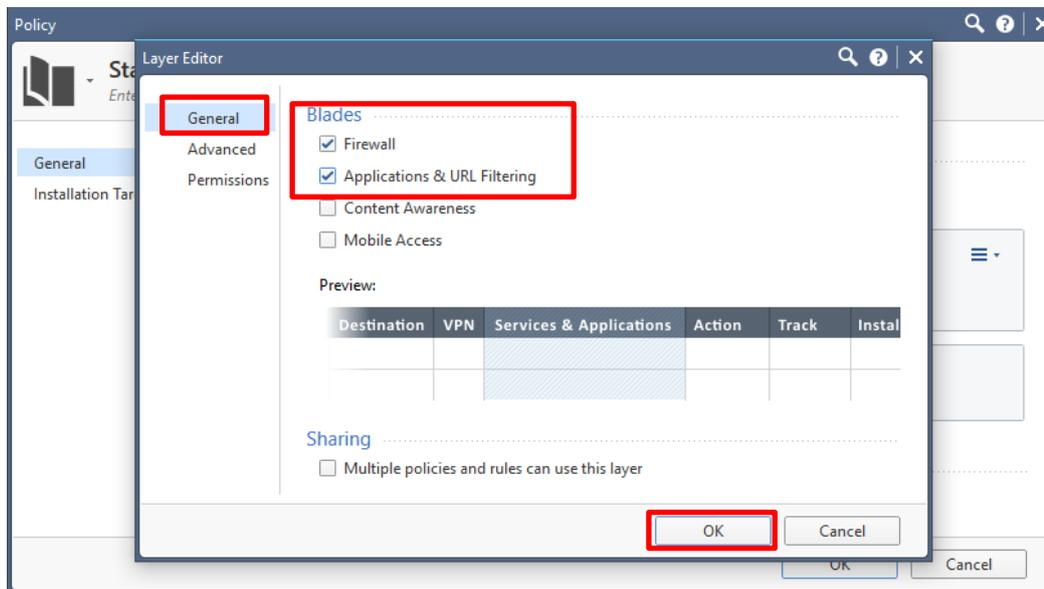 Policy
Layer Editor
Sta
Ente
General
Installation Tar
General
Advanced
Permissions
Blades
Firewall
Applications & URL Filtering
Content Awareness
Mobile Access
Preview:
Destination VPN Services & Applications Action Track Instal
Sharing
Multiple policies and rules can use this layer
OK Cancel
OK Cancel